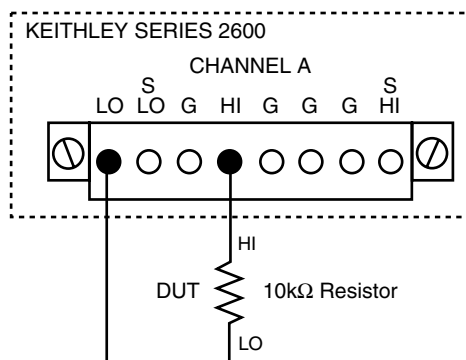 KEITHLEY SERIES 2600
CHANNEL A
S S
LO LO G HI G G G HI
HI
DUT 10kΩ Resistor
LO